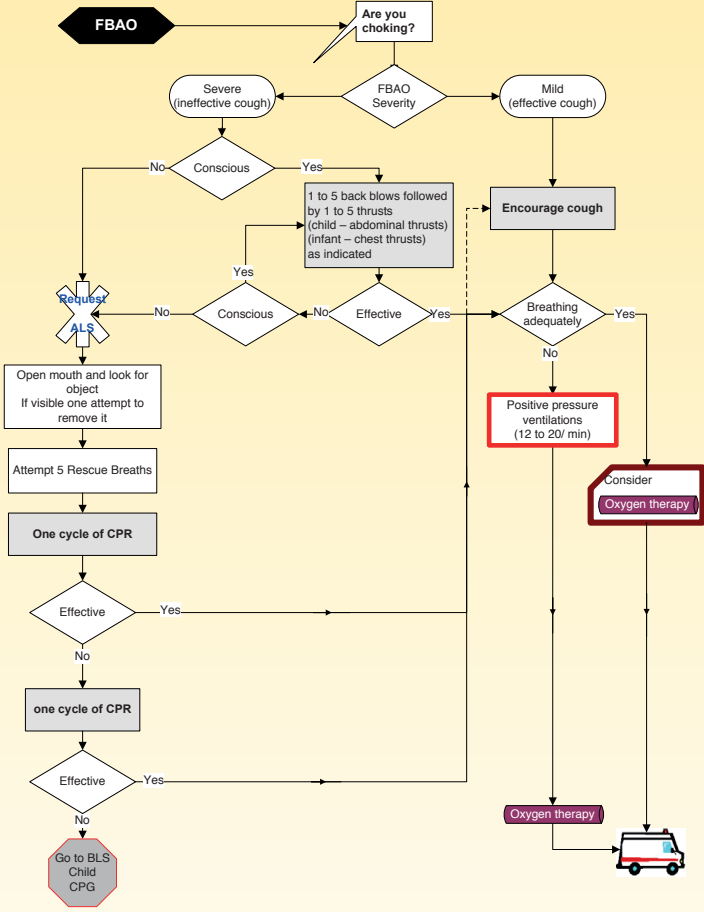 FBAO
Are you
choking?
Severe
(ineffective cough)
FBAO
Severity
Mild
(effective cough)
No
Conscious
Yes
1 to 5 back blows followed
by 1 to 5 thrusts
(child – abdominal thrusts)
(infant – chest thrusts)
as indicated
Encourage cough
Yes
Request
ALS
No
Conscious
No
Effective
Yes
Breathing
adequately
Yes
No
Open mouth and look for
object
If visible one attempt to
remove it
Positive pressure
ventilations
(12 to 20/ min)
Attempt 5 Rescue Breaths
Consider
Oxygen therapy
One cycle of CPR
Effective
Yes
No
one cycle of CPR
Effective
Yes
No
Oxygen therapy
Go to BLS
Child
CPG